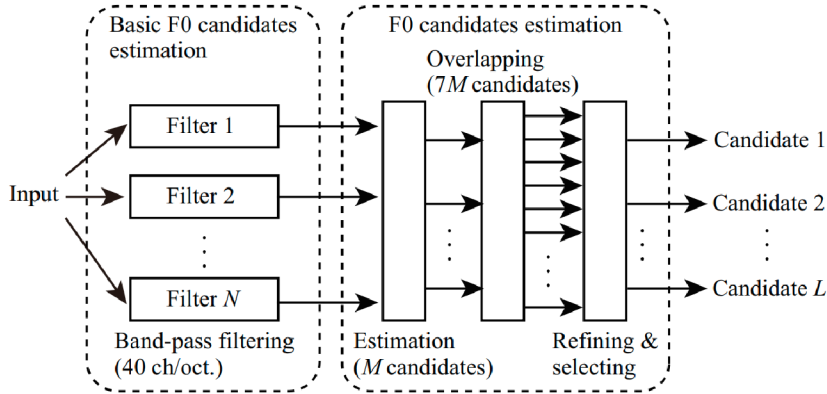 Basic F0 candidates
estimation
F0 candidates estimation
Overlapping
(7M candidates)
Input
Filter 1
Filter 2
Filter N
Band-pass filtering
(40 ch/oct.)
Estimation
(M candidates)
Refining &
selecting
Candidate 1
Candidate 2
Candidate L